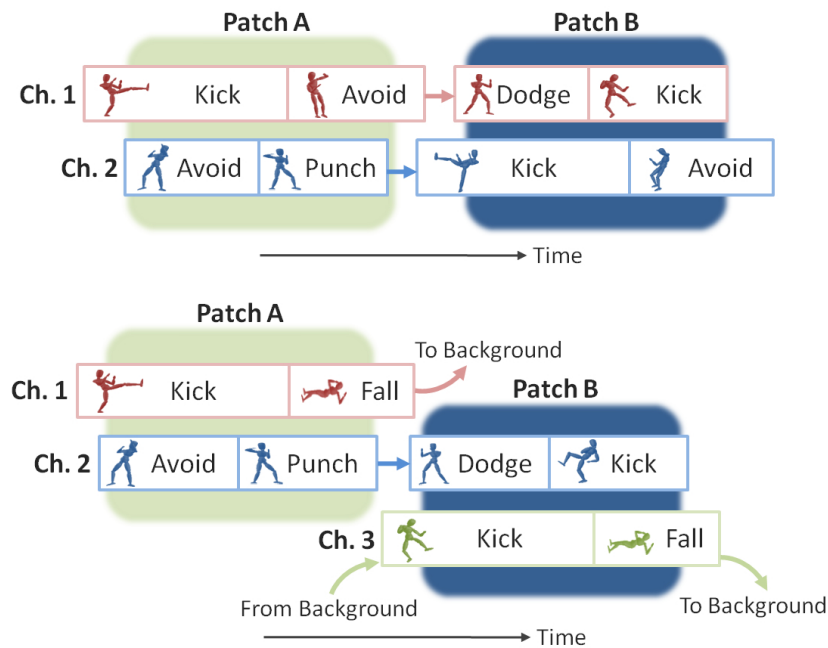 Patch A Patch B
Ch. 1 Kick Avoid Dodge Kick
Ch. 2 Avoid Punch Kick Avoid
Time
Patch A
To Background
Ch. 1 Kick Fall
Patch B
Ch. 2 Avoid Punch Dodge Kick
Ch. 3 Kick Fall
From Background To Background
Time